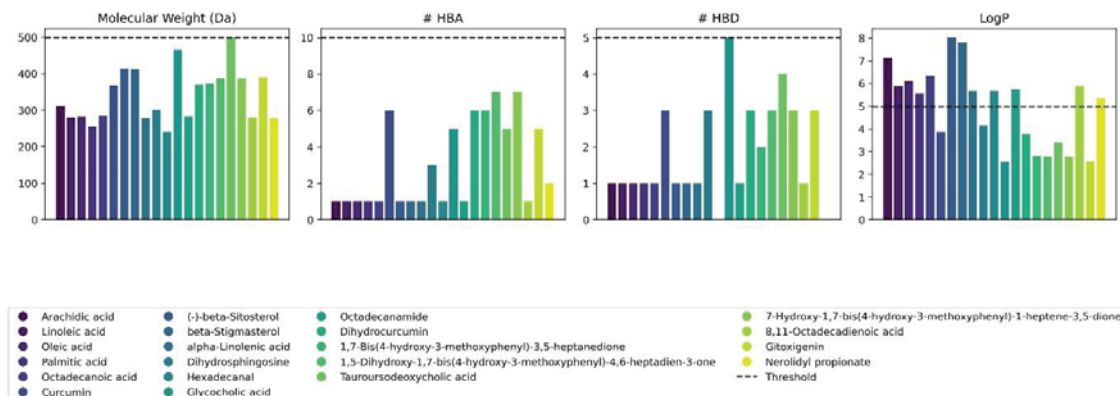 Molecular Weight (Da)
# HBA
# HBD
LogP
500
400
300
200
100
0
10
8
6
4
2
0
5
4
3
2
1
0
8
7
6
5
4
3
2
1
0
Arachidic acid
Linoleic acid
Oleic acid
Palmitic acid
Octadecanoic acid
Curcumin
(-)-beta-Sitosterol
beta-Stigmasterol
alpha-Linolenic acid
Dihydrosphingosine
Hexadecanal
Glycocholic acid
Octadecanamide
Dihydrocurcumin
1,7-Bis(4-hydroxy-3-methoxyphenyl)-3,5-heptanedione
1,5-Dihydroxy-1,7-bis(4-hydroxy-3-methoxyphenyl)-4,6-heptadien-3-one
Tauroursodeoxycholic acid
7-Hydroxy-1,7-bis(4-hydroxy-3-methoxyphenyl)-1-heptene-3,5-dione
8,11-Octadecadienoic acid
Gitoxigenin
Nerolidyl propionate
Threshold